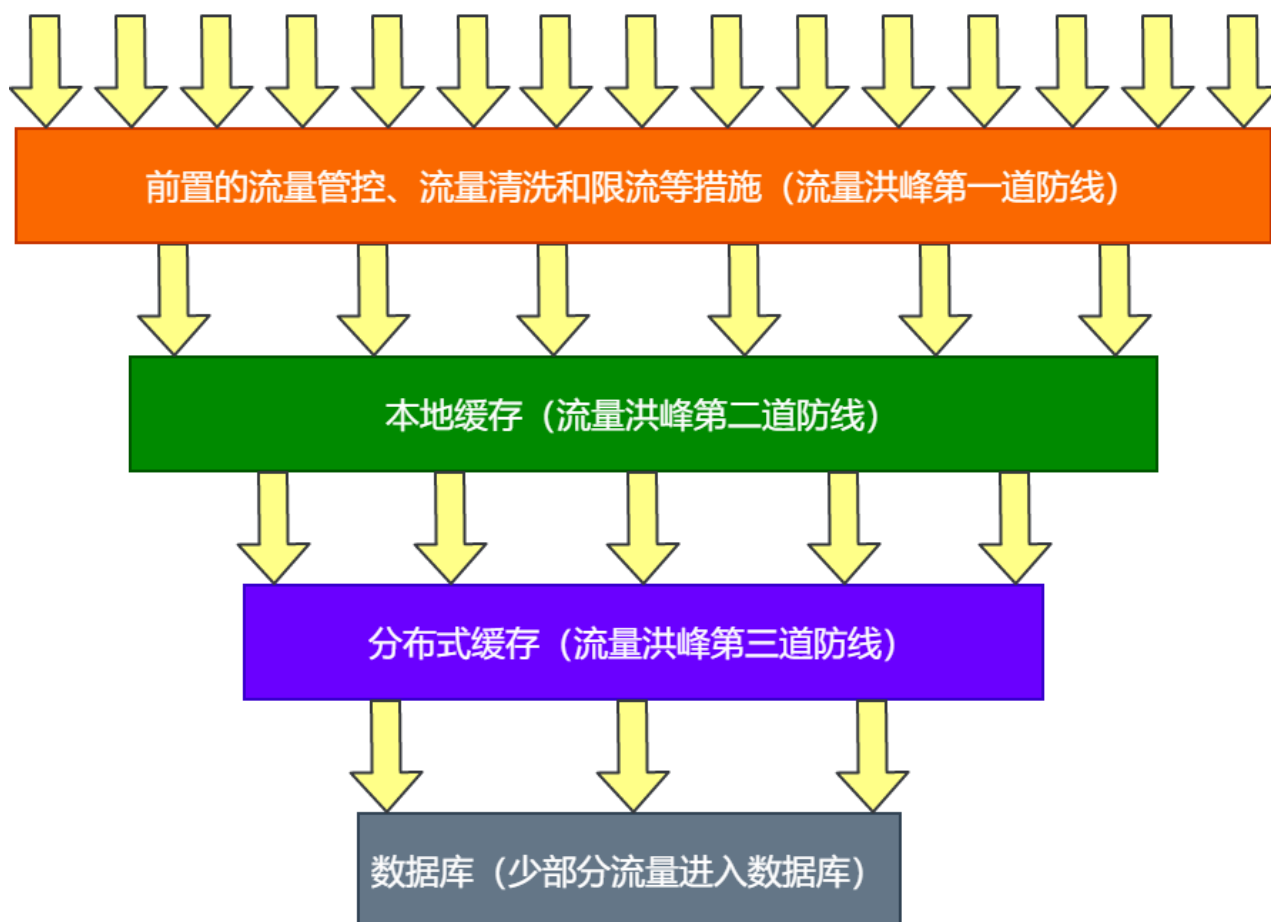 前置的流量管控、流量清洗和限流等措施（流量洪峰第一道防线）
本地缓存（流量洪峰第二道防线）
分布式缓存（流量洪峰第三道防线）
数据库（少部分流量进入数据库）